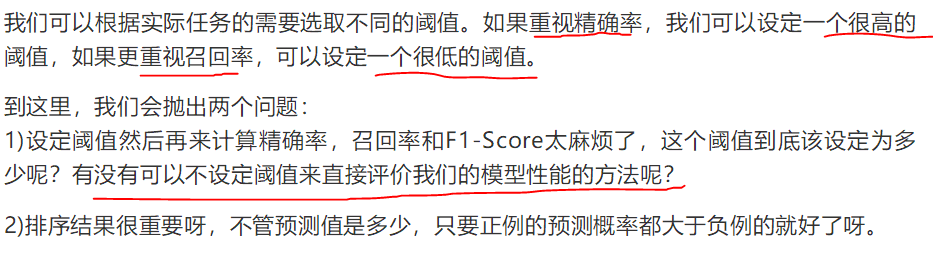 我们可以根据实际任务的需要选取不同的阈值。如果重视精确率，我们可以设定一个很高的
阈值，如果更重视召回率，可以设定一个很低的阈值。
到这里，我们会抛出两个问题：
1)设定阈值然后再来计算精确率，召回率和F1-Score太麻烦了，这个阈值到底该设定为多
少呢？有没有可以不设定阈值来直接评价我们的模型性能的方法呢？
2)排序结果很重要呀，不管预测值是多少，只要正例的预测概率都大于负例的就好了呀。